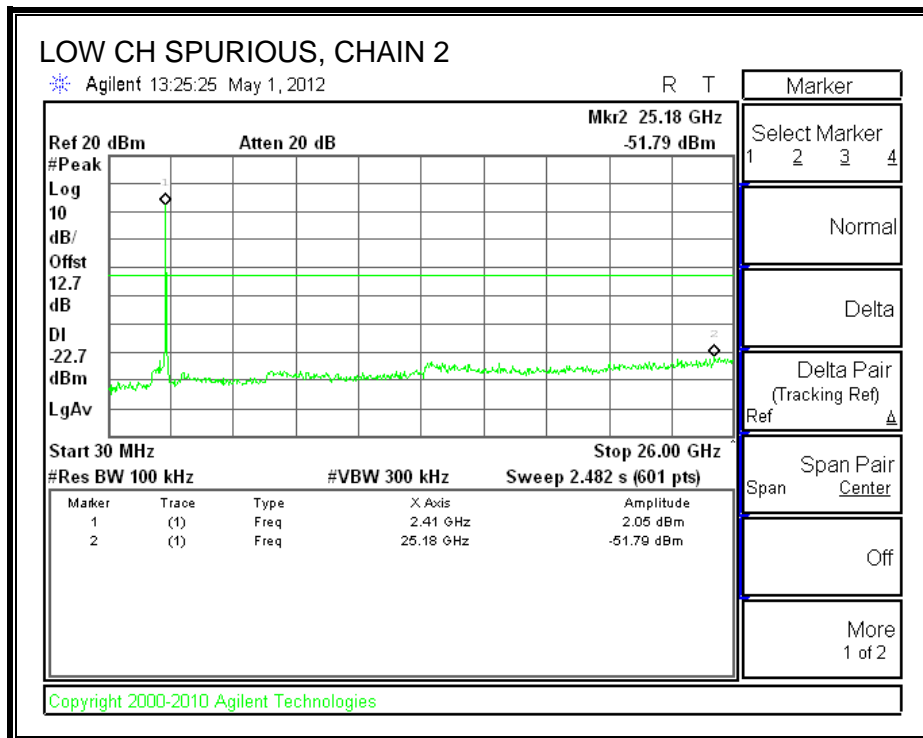 LOW CH SPURIOUS, CHAIN 2
Agilent 13:25:25 May 1, 2012 R T
Mkr2 25.18 GHz
Ref 20 dBm Atten 20 dB -51.79 dBm
#Peak
Log
10
dB/
Offst
12.7
dB
DI
-22.7
dBm
LgAv
1
2
Start 30 MHz Stop 26.00 GHz
#Res BW 100 kHz #VBW 300 kHz Sweep 2.482 s (601 pts)
Marker Trace Type X Axis Amplitude
1 (1) Freq 2.41 GHz 2.05 dBm
2 (1) Freq 25.18 GHz -51.79 dBm
Marker
Select Marker
1 2 3 4
Normal
Delta
Delta Pair
(Tracking Ref)
Ref Δ
Span Pair
Span Center
Off
More
1 of 2
Copyright 2000-2010 Agilent Technologies